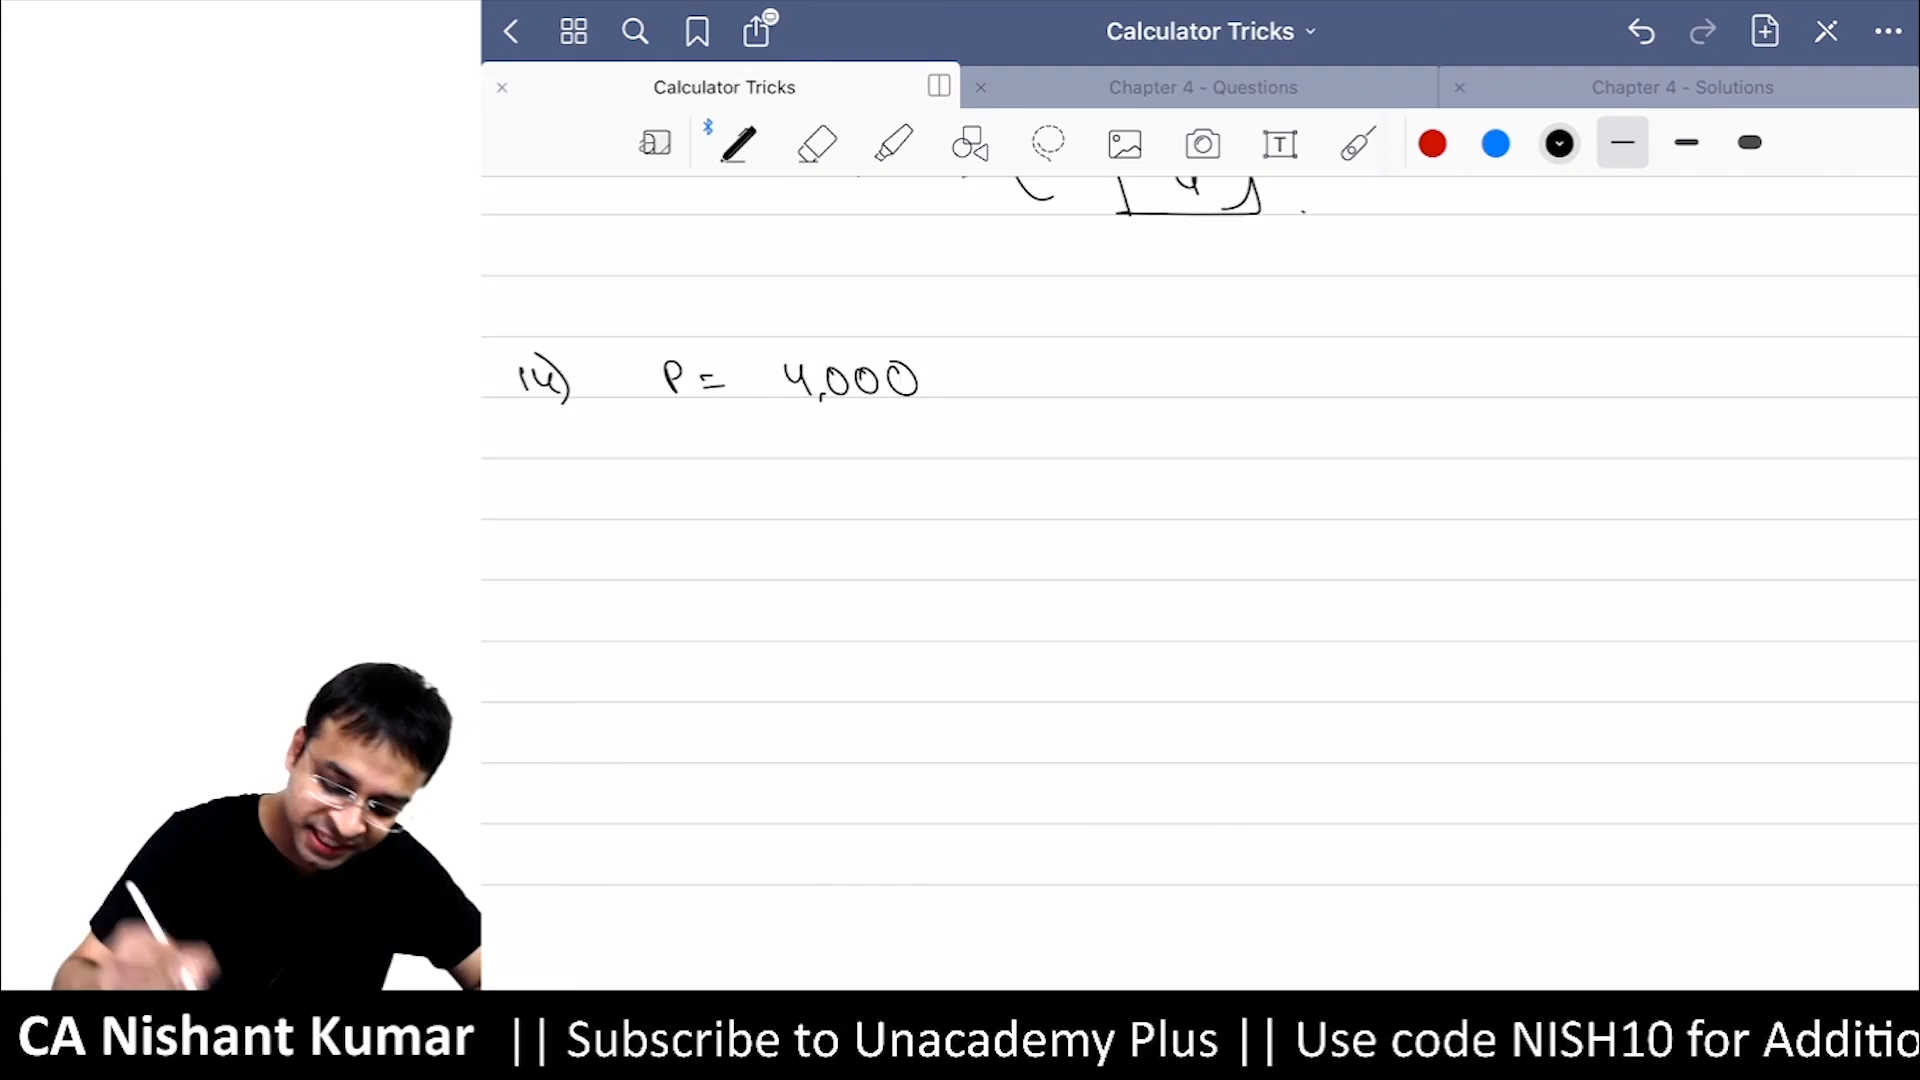 Calculator Tricks
Calculator Tricks
Chapter 4 - Questions
Chapter 4 - Solutions
14) P = 4,000
CA Nishant Kumar || Subscribe to Unacademy Plus || Use code NISH10 for Additio